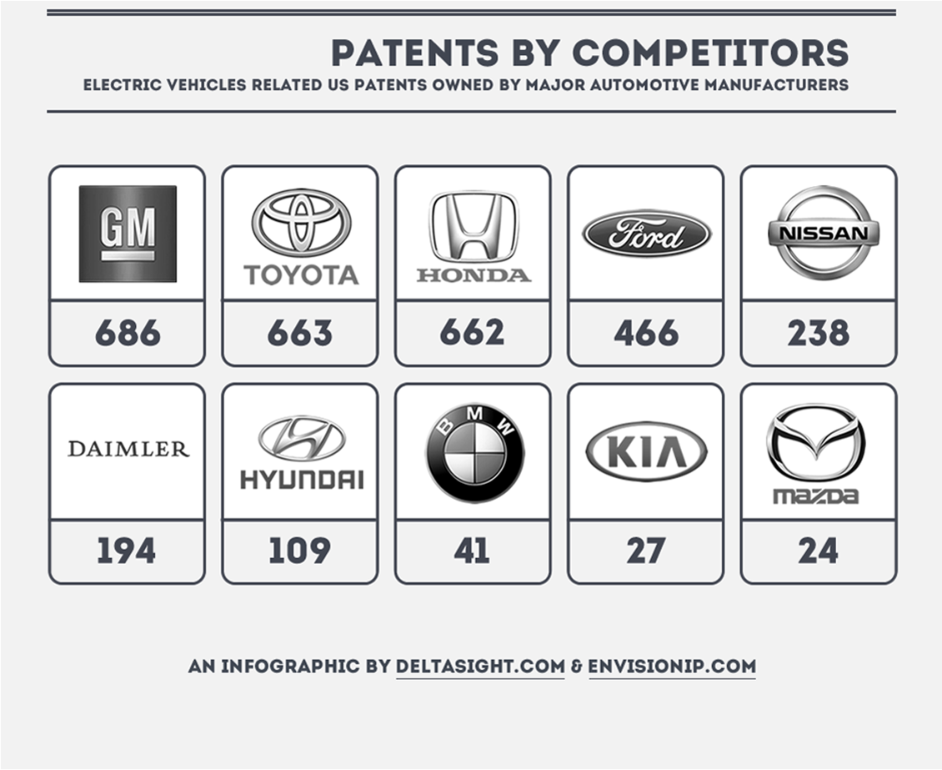 PATENTS BY COMPETITORS
ELECTRIC VEHICLES RELATED US PATENTS OWNED BY MAJOR AUTOMOTIVE MANUFACTURERS
GM
TOYOTA
HONDA
Ford
NISSAN
686
663
662
466
238
DAIMLER
HYUNDAI
BMW
KIA
mazda
194
109
41
27
24
AN INFOGRAPHIC BY DELTASIGHT.COM & ENVISIONIP.COM